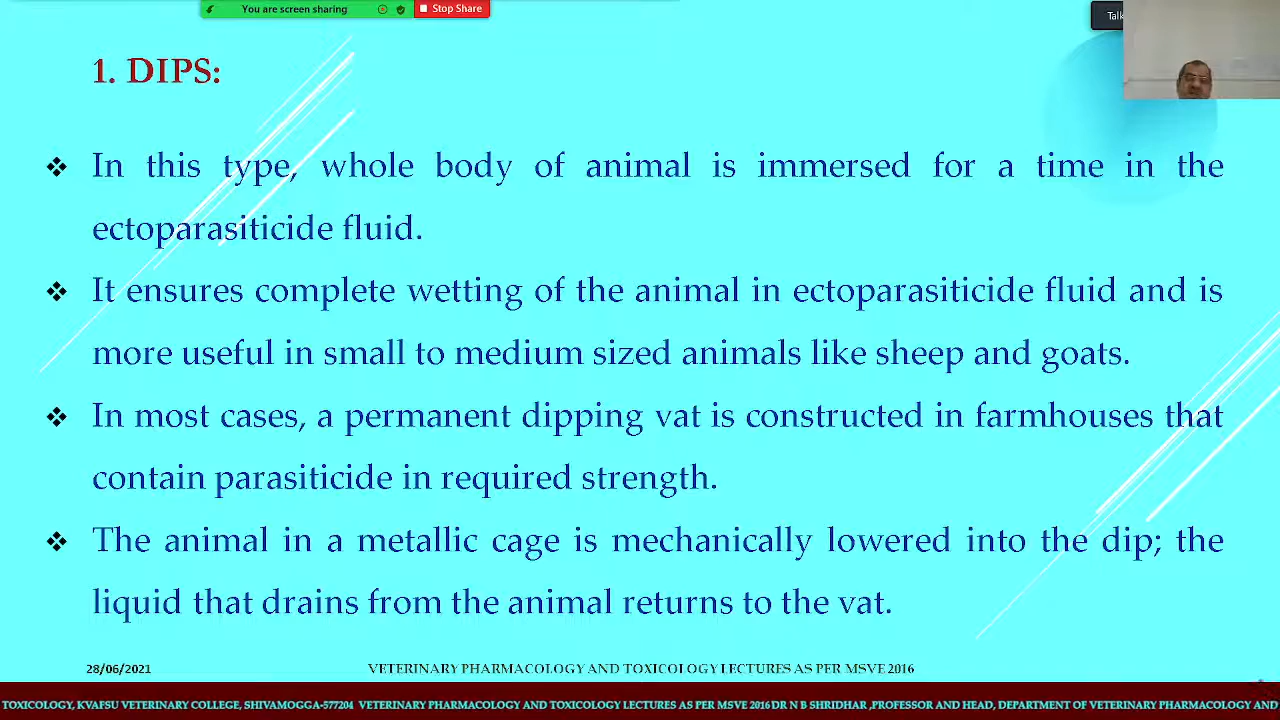 You are screen sharing
Stop Share
Talk
1. DIPS:
In this type, whole body of animal is immersed for a time in the
ectoparasiticide fluid.
It ensures complete wetting of the animal in ectoparasiticide fluid and is
more useful in small to medium sized animals like sheep and goats.
In most cases, a permanent dipping vat is constructed in farmhouses that
contain parasiticide in required strength.
The animal in a metallic cage is mechanically lowered into the dip; the
liquid that drains from the animal returns to the vat.
28/06/2021
VETERINARY PHARMACOLOGY AND TOXICOLOGY LECTURES AS PER MSVE 2016
TOXICOLOGY, KVAFSU VETERINARY COLLEGE, SHIVAMOGGA-577204 VETERINARY PHARMACOLOGY AND TOXICOLOGY LECTURES AS PER MSVE 2016 DR N B SHRIDHAR ,PROFESSOR AND HEAD, DEPARTMENT OF VETERINARY PHARMACOLOGY AND